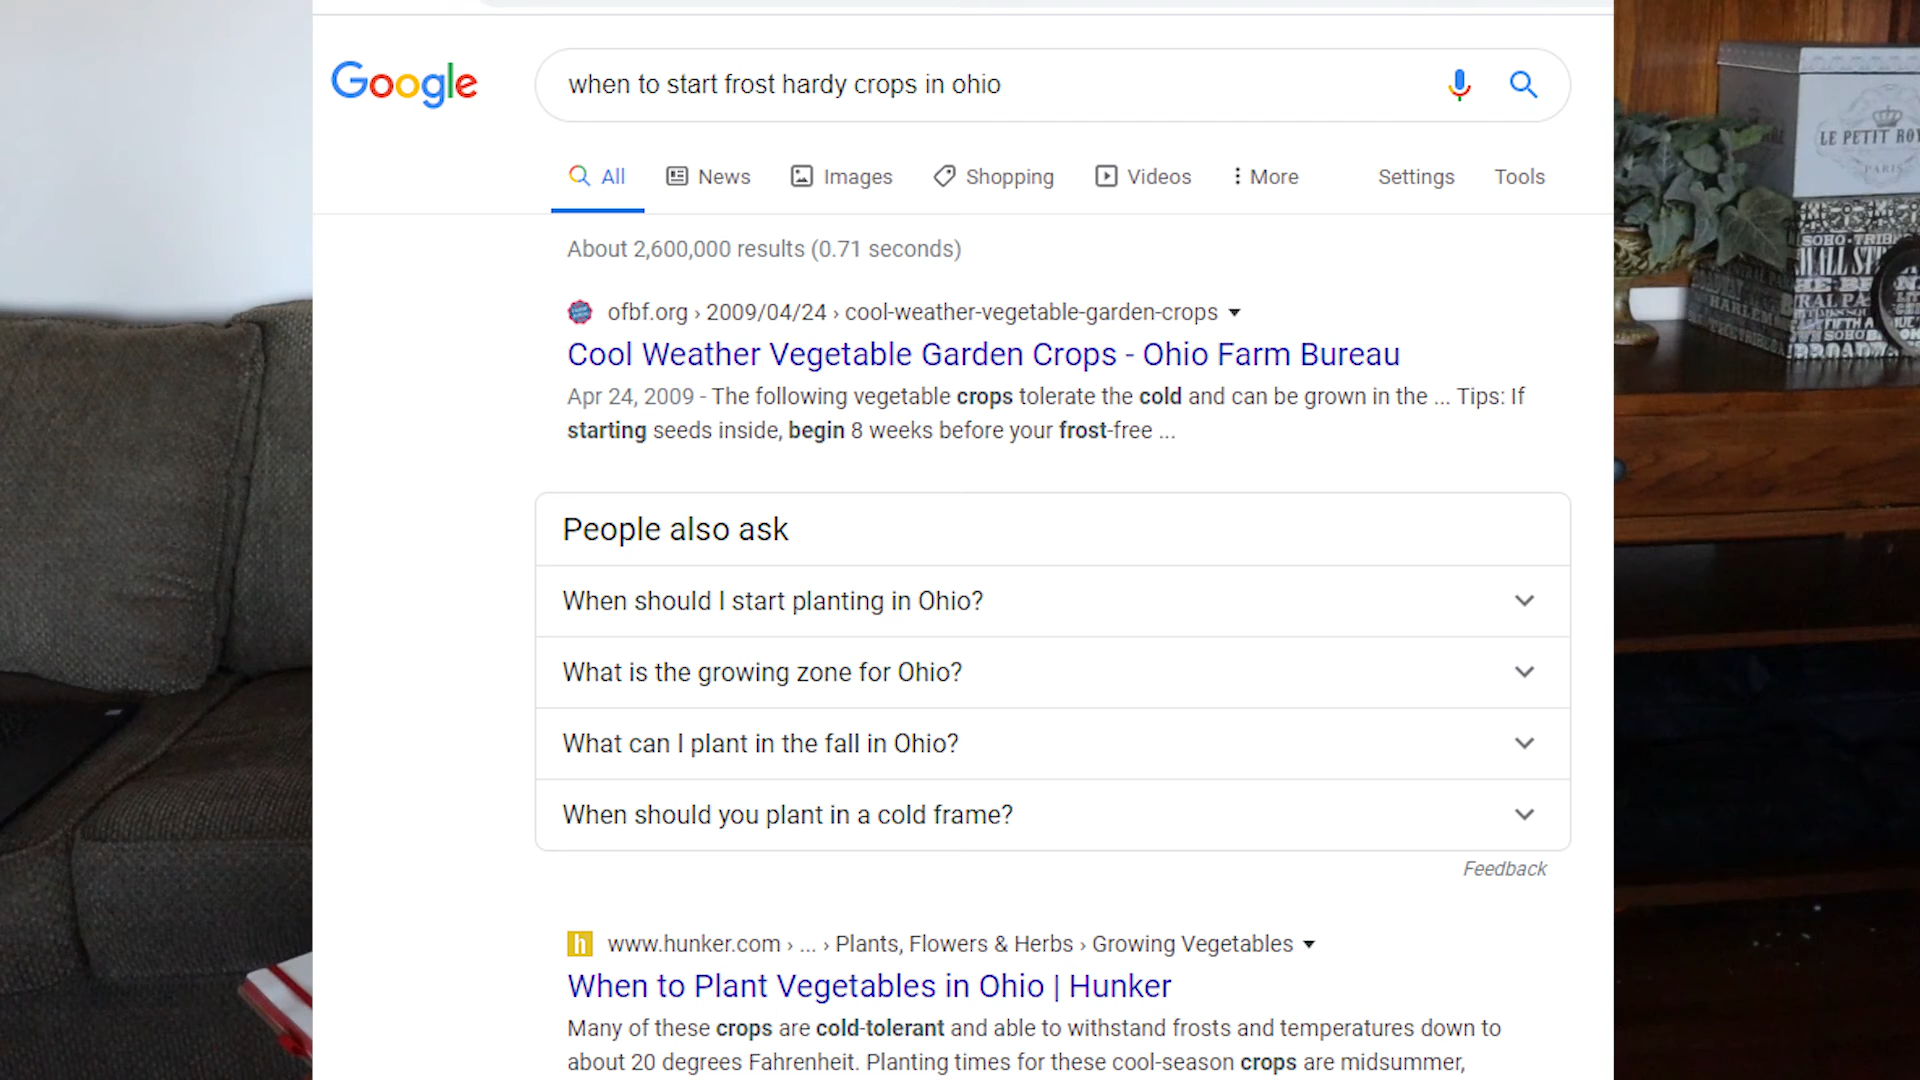 Google
when to start frost hardy crops in ohio
All News Images Shopping Videos More Settings Tools
About 2,600,000 results (0.71 seconds)
ofbf.org › 2009/04/24 › cool-weather-vegetable-garden-crops
Cool Weather Vegetable Garden Crops - Ohio Farm Bureau
Apr 24, 2009 - The following vegetable crops tolerate the cold and can be grown in the ... Tips: If
starting seeds inside, begin 8 weeks before your frost-free ...
People also ask
When should I start planting in Ohio?
What is the growing zone for Ohio?
What can I plant in the fall in Ohio?
When should you plant in a cold frame?
Feedback
h www.hunker.com › ... › Plants, Flowers & Herbs › Growing Vegetables
When to Plant Vegetables in Ohio | Hunker
Many of these crops are cold-tolerant and able to withstand frosts and temperatures down to
about 20 degrees Fahrenheit. Planting times for these cool-season crops are midsummer,
LE PETIT ROY
PARIS
SOHO·TRIB
WALL ST
HARLEM